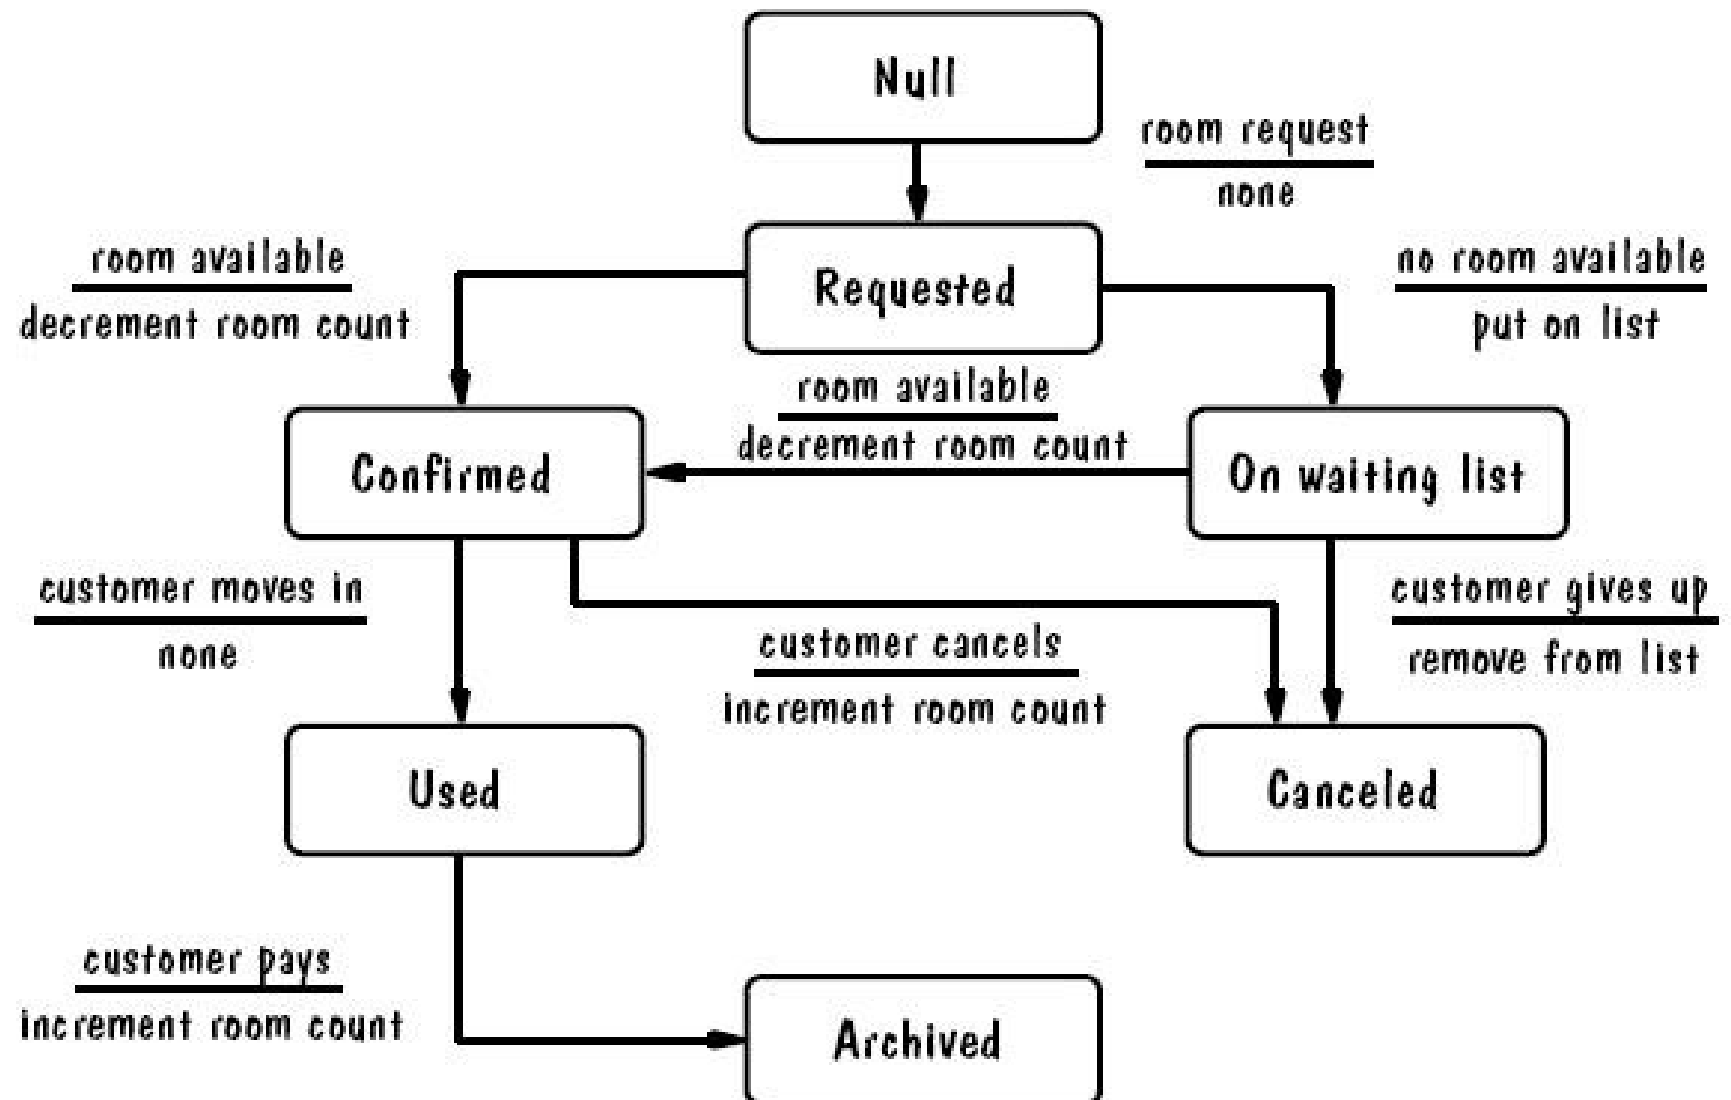 Null
room request
none
room available
decrement room count
Requested
no room available
put on list
room available
decrement room count
Confirmed
On waiting list
customer moves in
none
customer cancels
increment room count
customer gives up
remove from list
Used
Canceled
customer pays
increment room count
Archived